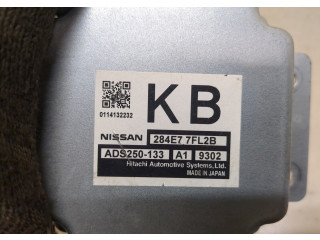 KB
0114132232
NISSAN 284E7 7FL2B
ADS250-133 A1 9302
Hitachi Automotive Systems,Ltd.
MADE IN JAPAN